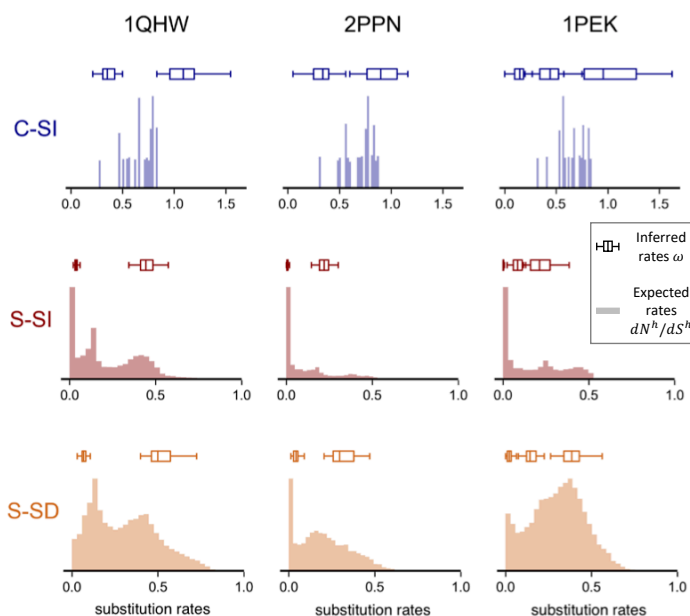 1QHW 2PPN 1PEK
C-SI
0.0 0.5 1.0 1.5 0.0 0.5 1.0 1.5 0.0 0.5 1.0 1.5
Inferred
rates ω
Expected
rates
dN^h/dS^h
S-SI
0.0 0.5 1.0 0.0 0.5 1.0 0.0 0.5 1.0
S-SD
0.0 0.5 1.0 0.0 0.5 1.0 0.0 0.5 1.0
substitution rates substitution rates substitution rates